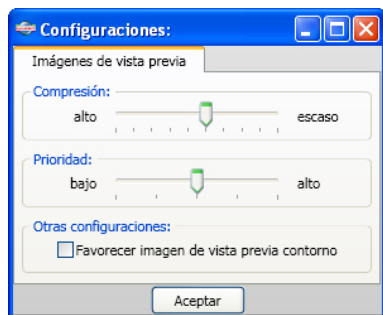 Configuraciones:
Imágenes de vista previa
Compresión:
alto escaso
Prioridad:
bajo alto
Otras configuraciones:
Favorecer imagen de vista previa contorno
Aceptar